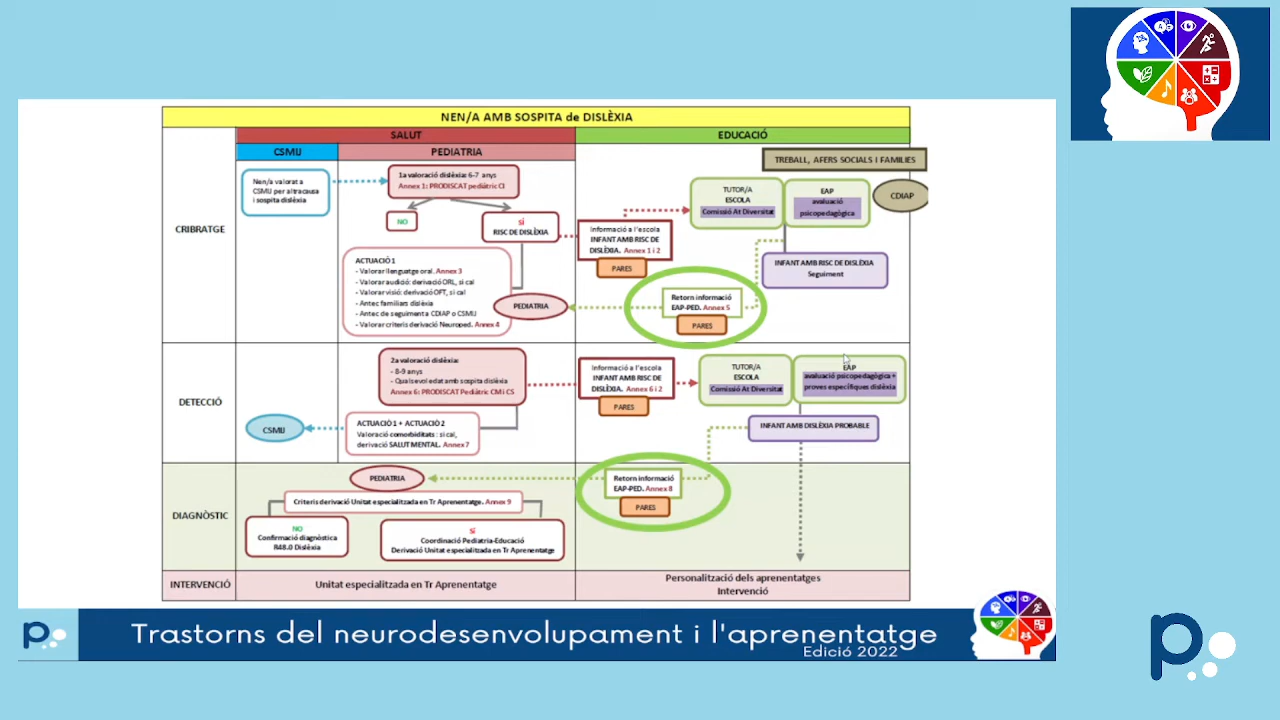 NEN/A AMB SOSPITA de DISLÈXIA
SALUT
EDUCACIÓ
CSMIJ
PEDIATRIA
TREBALL, AFERS SOCIALS I FAMILIES
CRIBRATGE
Nen/a valorat a
CSMIJ per altra causa
i sospita dislèxia
1a valoració dislèxia: 6-7 anys
Annex 1: PRODISCAT pediàtric CI
NO
SÍ
RISC DE DISLÈXIA
Informació a l'escola
INFANT AMB RISC DE
DISLÈXIA. Annex 1 i 2
PARES
TUTOR/A
ESCOLA
Comissió At Diversitat
EAP
avaluació
psicopedagògica
CDIAP
ACTUACIÓ 1
- Valorar llenguatge oral. Annex 3
- Valorar audició: derivació ORL, si cal
- Valorar visió: derivació OFT, si cal
- Antec familiars dislèxia
- Antec de seguiment a CDIAP o CSMIJ
- Valorar criteris derivació Neuroped. Annex 4
PEDIATRIA
INFANT AMB RISC DE DISLÈXIA
Seguiment
Retorn informació
EAP-PED. Annex 5
PARES
DETECCIÓ
2a valoració dislèxia:
- 8-9 anys
- Qualsevol edat amb sospita dislèxia
Annex 6: PRODISCAT Pediàtric CM i CS
Informació a l'escola
INFANT AMB RISC DE
DISLÈXIA. Annex 6 i 2
PARES
TUTOR/A
ESCOLA
Comissió At Diversitat
EAP
avaluació psicopedagògica +
proves específiques dislèxia
CSMIJ
ACTUACIÓ 1 + ACTUACIÓ 2
Valoració comorbiditats: si cal,
derivació SALUT MENTAL. Annex 7
INFANT AMB DISLÈXIA PROBABLE
DIAGNÒSTIC
PEDIATRIA
Retorn informació
EAP-PED. Annex 8
PARES
Criteris derivació Unitat especialitzada en Tr Aprenentatge. Annex 9
NO
Confirmació diagnòstica
R48.0 Dislèxia
SÍ
Coordinació Pediatria-Educació
Derivació Unitat especialitzada en Tr Aprenentatge
INTERVENCIÓ
Unitat especialitzada en Tr Aprenentatge
Personalització dels aprenentatges
Intervenció
Trastorns del neurodesenvolupament i l'aprenentatge
Edició 2022